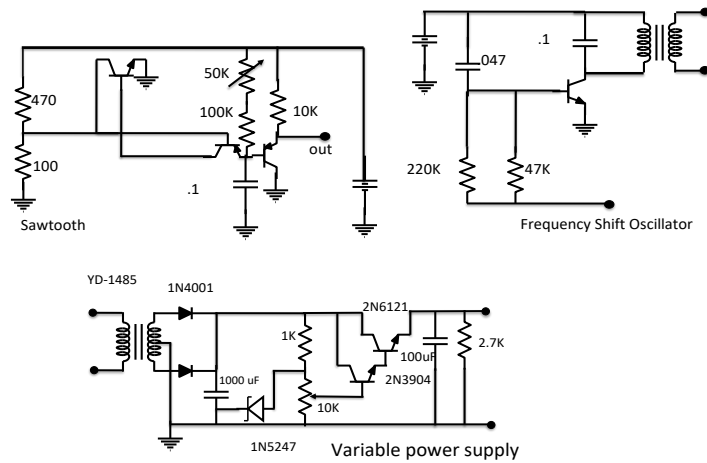 50K
470
100K
10K
100
out
.1
Sawtooth
.1
047
220K
47K
Frequency Shift Oscillator
YD-1485
1N4001
2N6121
1K
100uF
2.7K
1000 uF
2N3904
10K
1N5247
Variable power supply